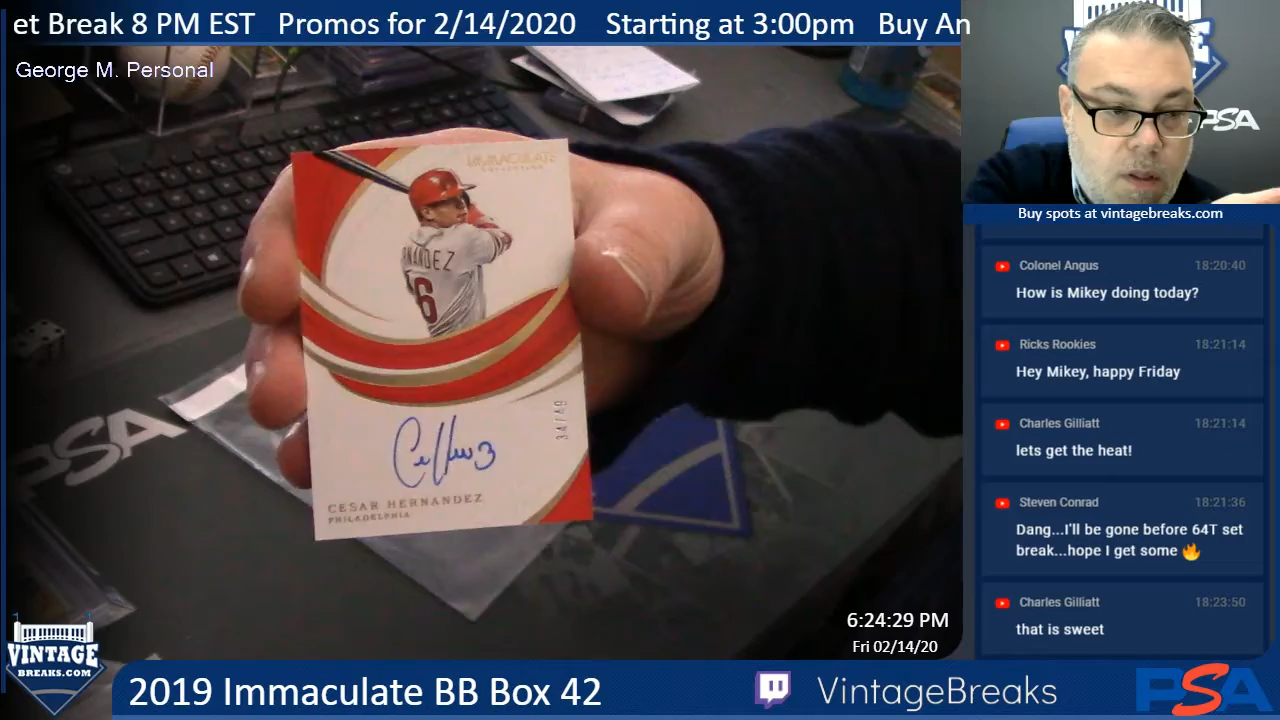 et Break 8 PM EST Promos for 2/14/2020 Starting at 3:00pm Buy An
George M. Personal
VINTAGE
PSA
IMMACULATE
COLLECTION
NANDEZ
6
34/49
CESAR HERNANDEZ
PHILADELPHIA
PSA
Buy spots at vintagebreaks.com
Colonel Angus 18:20:40
How is Mikey doing today?
Ricks Rookies 18:21:14
Hey Mikey, happy Friday
Charles Gilliatt 18:21:14
lets get the heat!
Steven Conrad 18:21:36
Dang...I'll be gone before 64T set
break...hope I get some 🔥
Charles Gilliatt 18:23:50
that is sweet
6:24:29 PM
Fri 02/14/20
VINTAGE
BREAKS.COM
2019 Immaculate BB Box 42
VintageBreaks
PSA